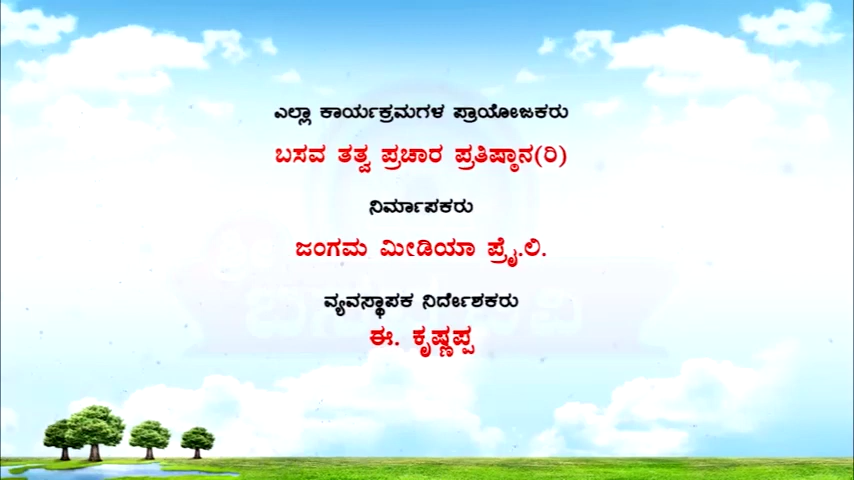 ಎಲ್ಲಾ ಕಾರ್ಯಕ್ರಮಗಳ ಪ್ರಾಯೋಜಕರು
ಬಸವ ತತ್ವ ಪ್ರಚಾರ ಪ್ರತಿಷ್ಠಾನ(ರಿ)
ನಿರ್ಮಾಪಕರು
ಜಂಗಮ ಮೀಡಿಯಾ ಪ್ರೈ.ಲಿ.
ವ್ಯವಸ್ಥಾಪಕ ನಿರ್ದೇಶಕರು
ಈ. ಕೃಷ್ಣಪ್ಪ